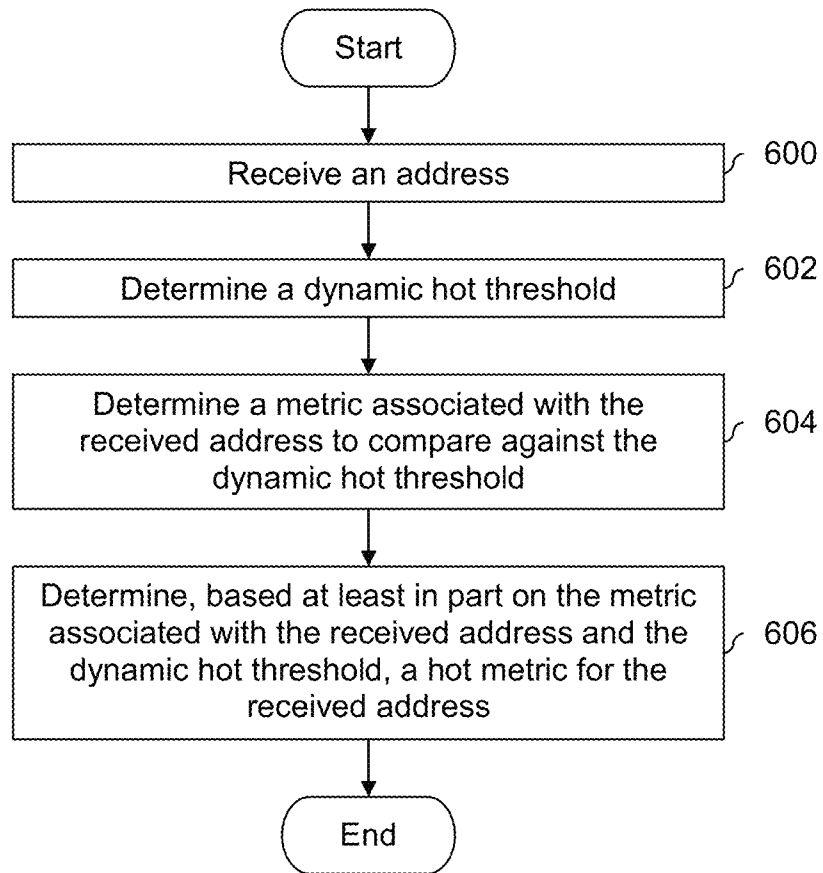 Start
Receive an address
600
Determine a dynamic hot threshold
602
Determine a metric associated with the
received address to compare against the
dynamic hot threshold
604
Determine, based at least in part on the metric
associated with the received address and the
dynamic hot threshold, a hot metric for the
received address
606
End